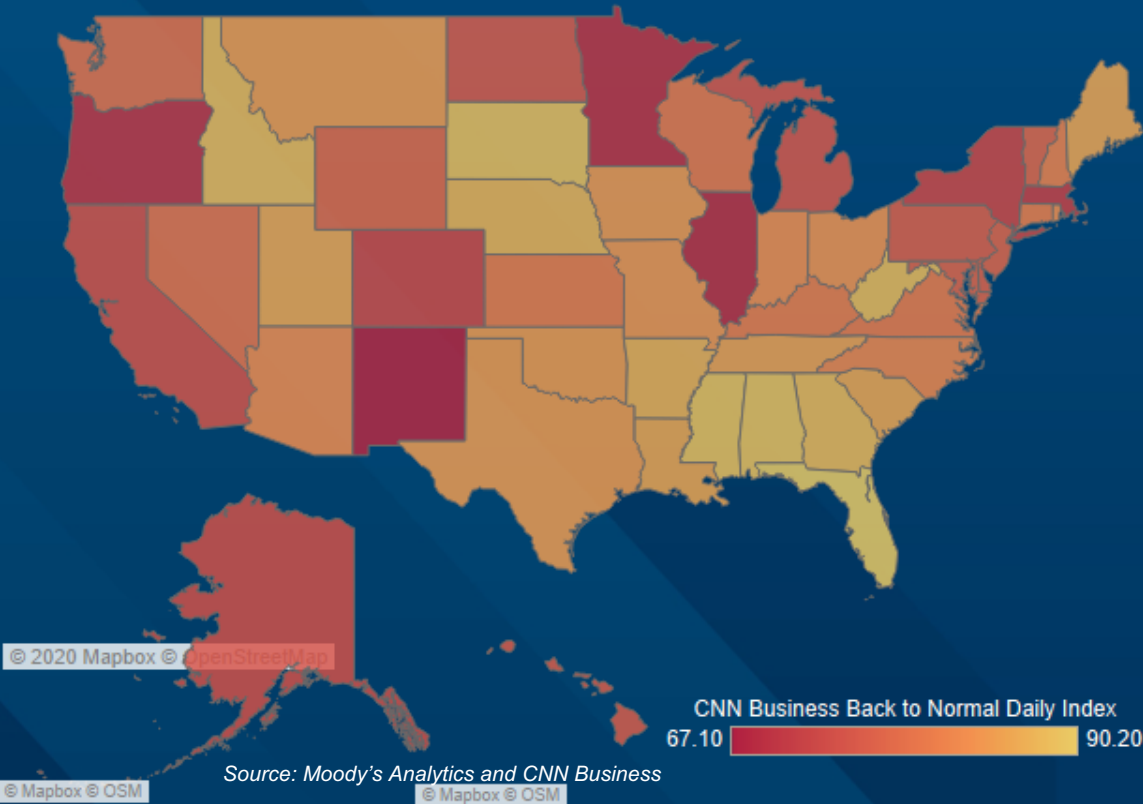 © 2020 Mapbox © OpenStreetMap
CNN Business Back to Normal Daily Index
67.10 90.20
Source: Moody’s Analytics and CNN Business
© Mapbox © OSM
© Mapbox © OSM